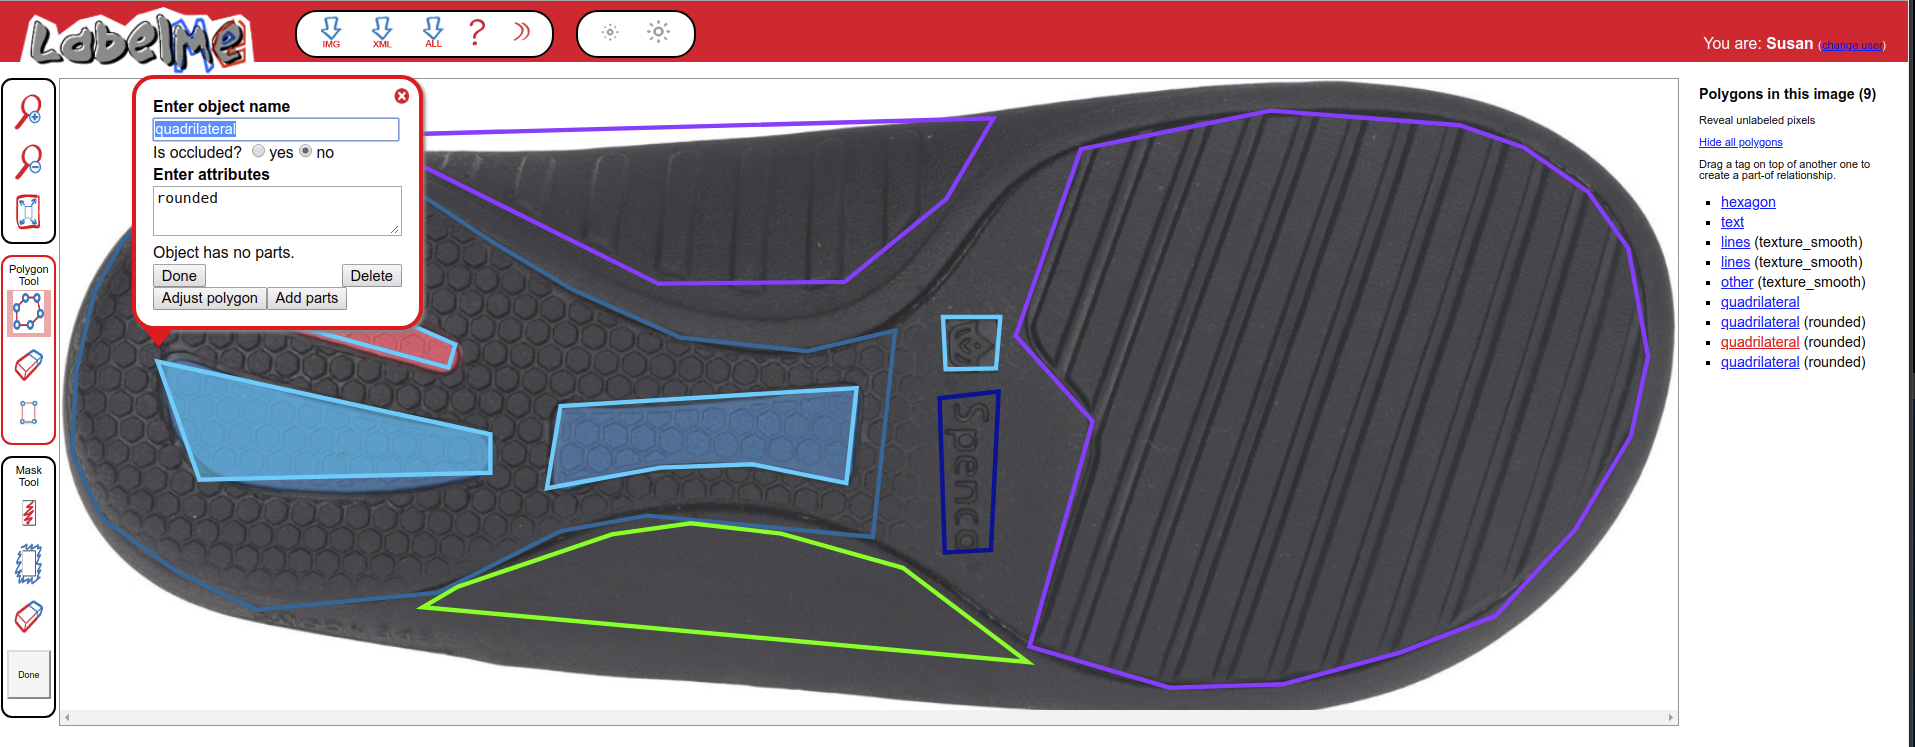 LabelMe
IMG
XML
ALL
You are: Susan (change user)
Polygon
Tool
Mask
Tool
Done
Enter object name
quadrilateral
Is occluded? yes no
Enter attributes
rounded
Object has no parts.
Done Delete
Adjust polygon Add parts
Spenco
Polygons in this image (9)
Reveal unlabeled pixels
Hide all polygons
Drag a tag on top of another one to
create a part-of relationship.
hexagon
text
lines (texture_smooth)
lines (texture_smooth)
other (texture_smooth)
quadrilateral
quadrilateral (rounded)
quadrilateral (rounded)
quadrilateral (rounded)